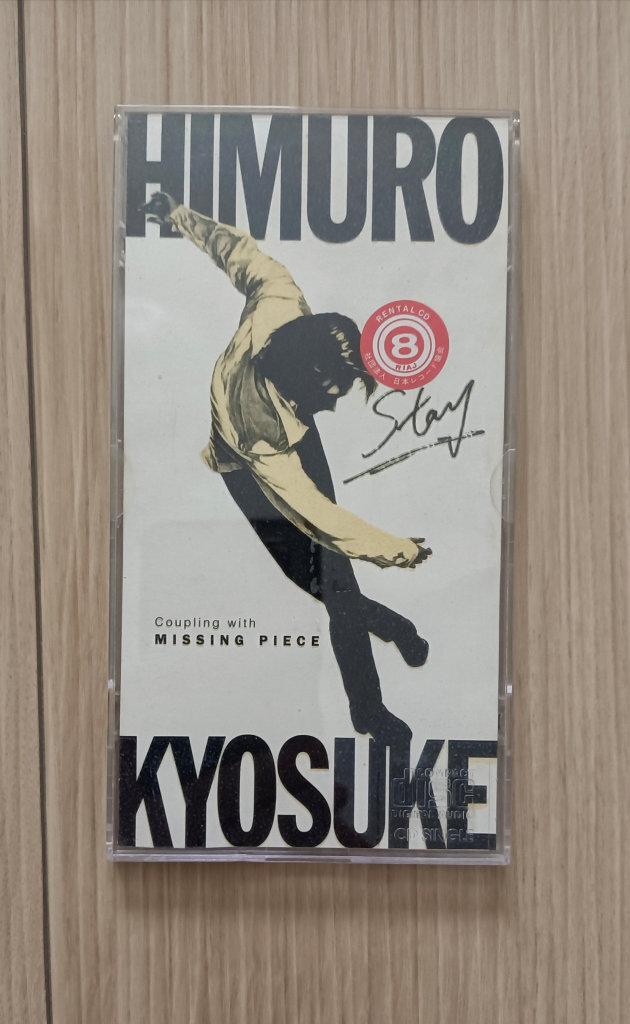 HIMURO
RENTAL CD
8
RIAJ
社団法人 日本レコード協会
Stay
Coupling with
MISSING PIECE
KYOSUKE
COMPACT
disc
DIGITAL AUDIO
CD SINGLE